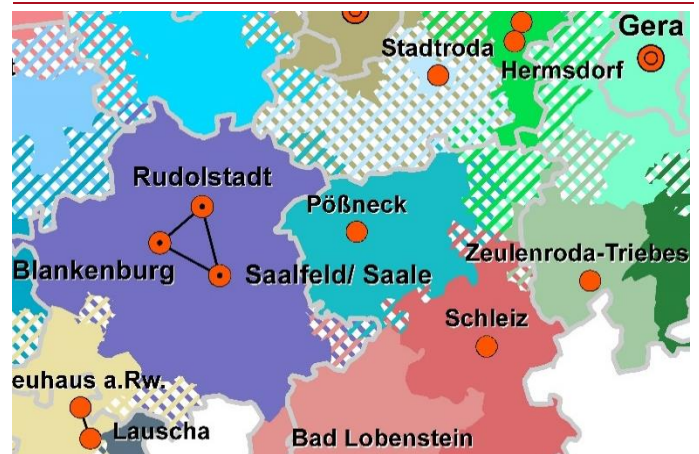 Gera
Stadtroda
Hermsdorf
Rudolstadt
Pößneck
Zeulenroda-Triebes
Blankenburg
Saalfeld/ Saale
Schleiz
euhaus a.Rw.
Lauscha
Bad Lobenstein